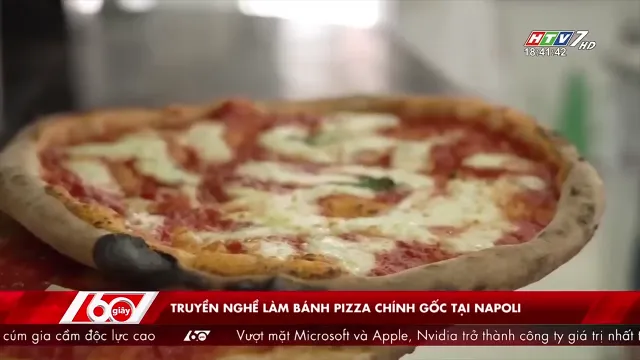 HTV7 HD
18:41:42
60 giây
TRUYỀN NGHỀ LÀM BÁNH PIZZA CHÍNH GỐC TẠI NAPOLI
cúm gia cầm độc lực cao 60 Vượt mặt Microsoft và Apple, Nvidia trở thành công ty giá trị nhất t